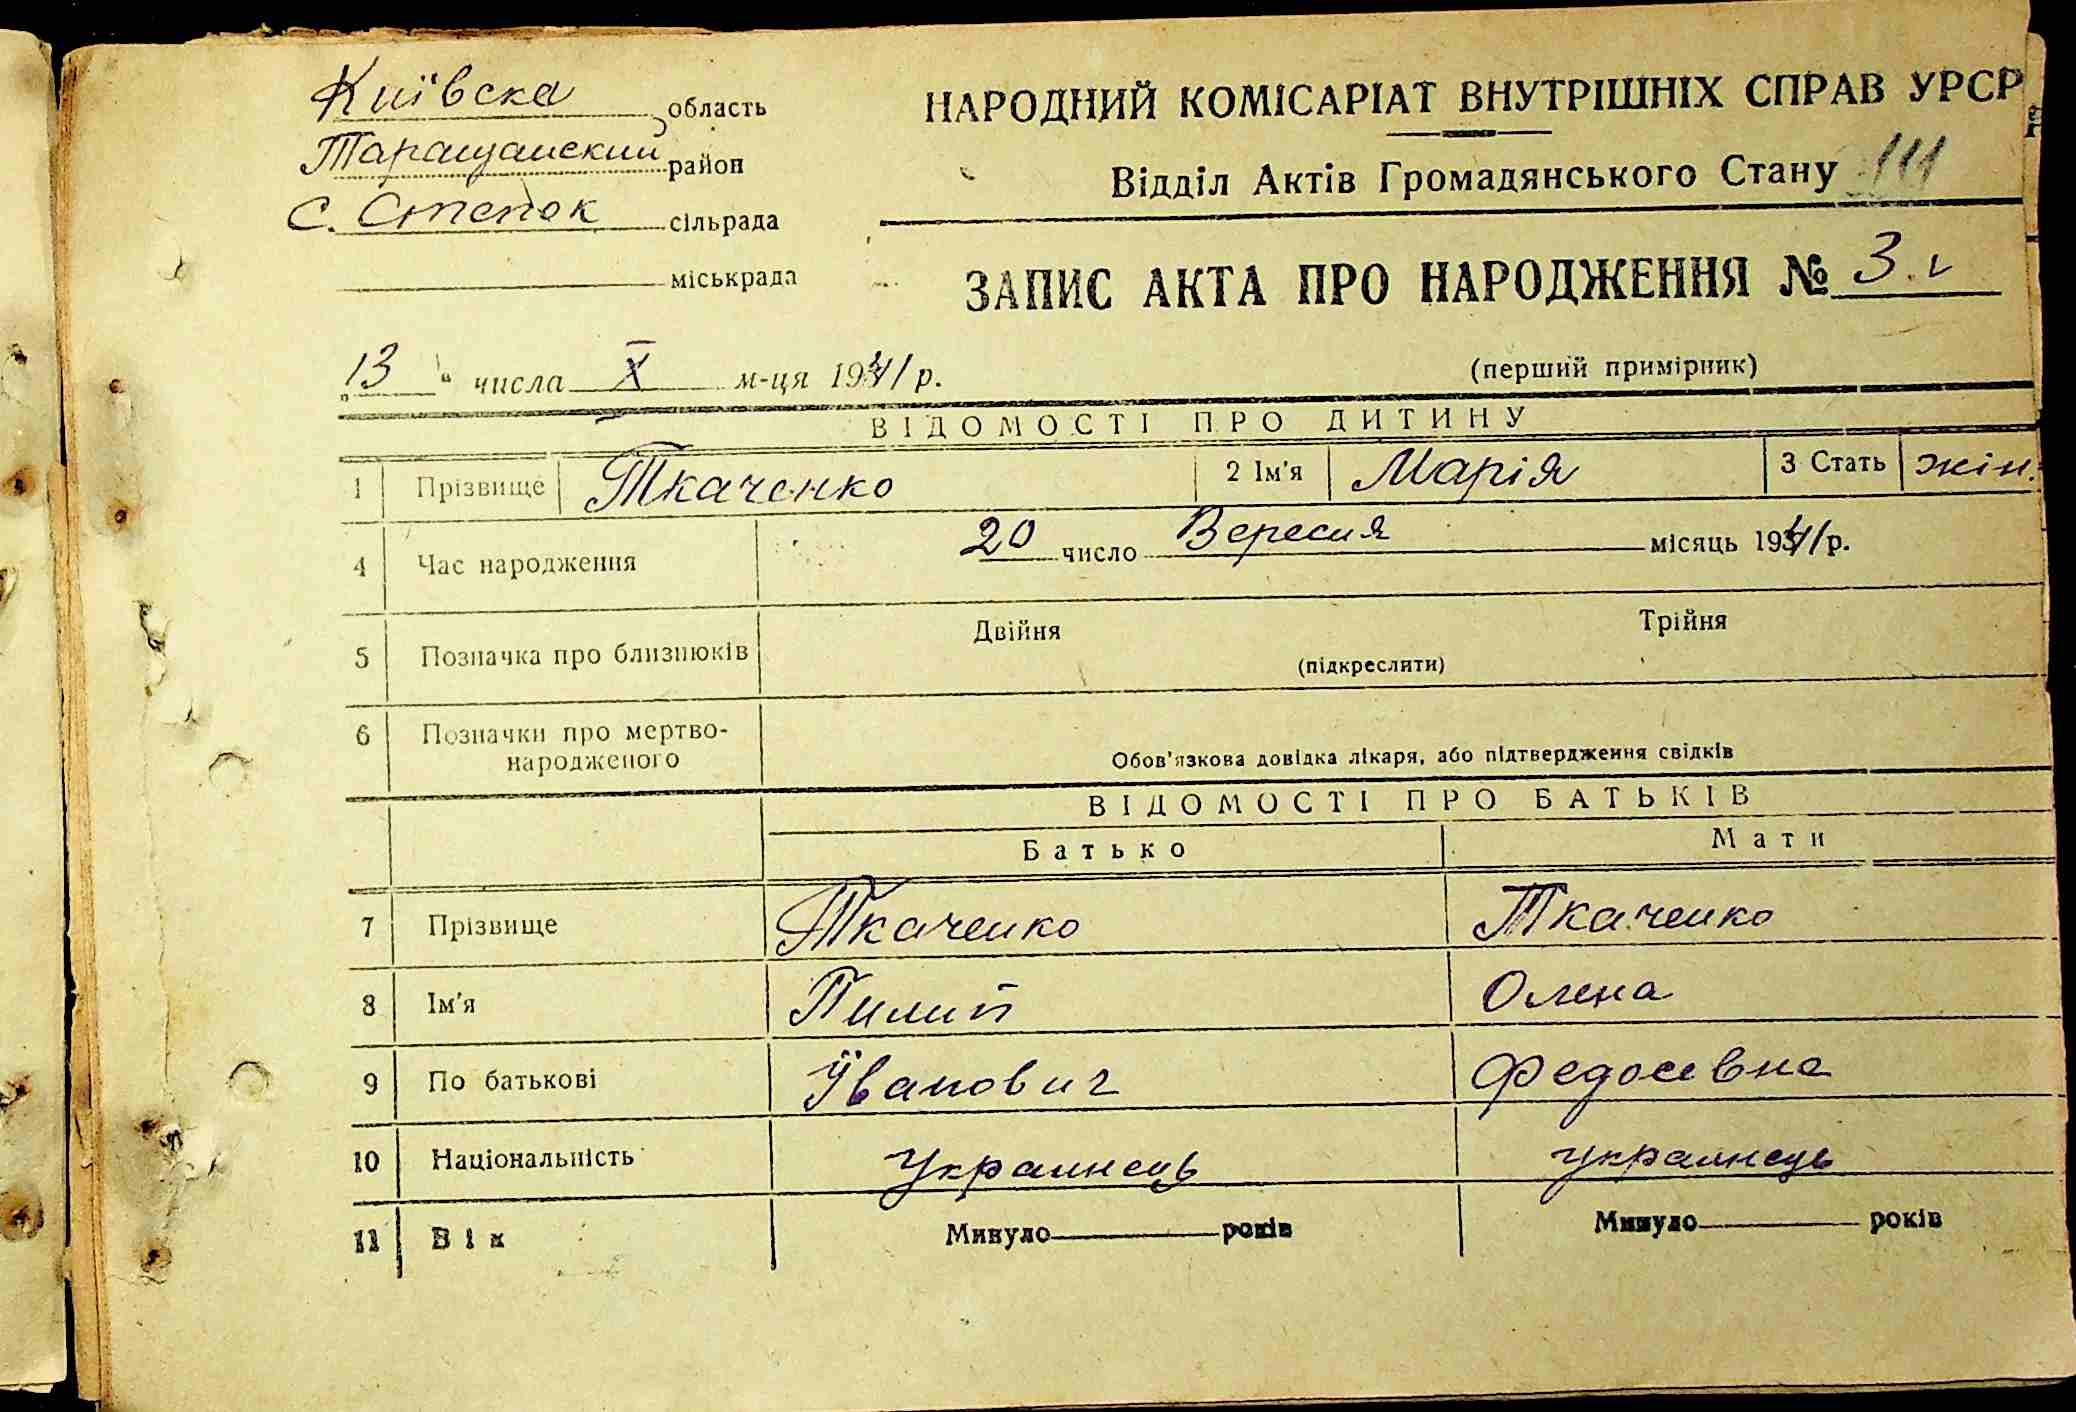 Київска область
НАРОДНИЙ КОМІСАРІАТ ВНУТРІШНІХ СПРАВ УРСР
Таращанский район
Відділ Актів Громадянського Стану 111
С. Степок сільрада
міськрада
ЗАПИС АКТА ПРО НАРОДЖЕННЯ № 3.
„13" числа X м-ця 1941 р.
(перший примірник)
ВІДОМОСТІ ПРО ДИТИНУ
1 Прізвище Ткаченко 2 Ім'я Марія 3 Стать жін.
4 Час народження 20 число Вересня місяць 1941 р.
5 Позначка про близнюків Двійня Трійня
(підкреслити)
6 Позначки про мертво-
народженого
Обов'язкова довідка лікаря, або підтвердження свідків
ВІДОМОСТІ ПРО БАТЬКІВ
Батько Мати
7 Прізвище Ткаченко Ткаченко
8 Ім'я Пилип Олена
9 По батькові Їванович Федосевна
10 Національність Украинець украинець
11 Вік Минуло років Минуло років